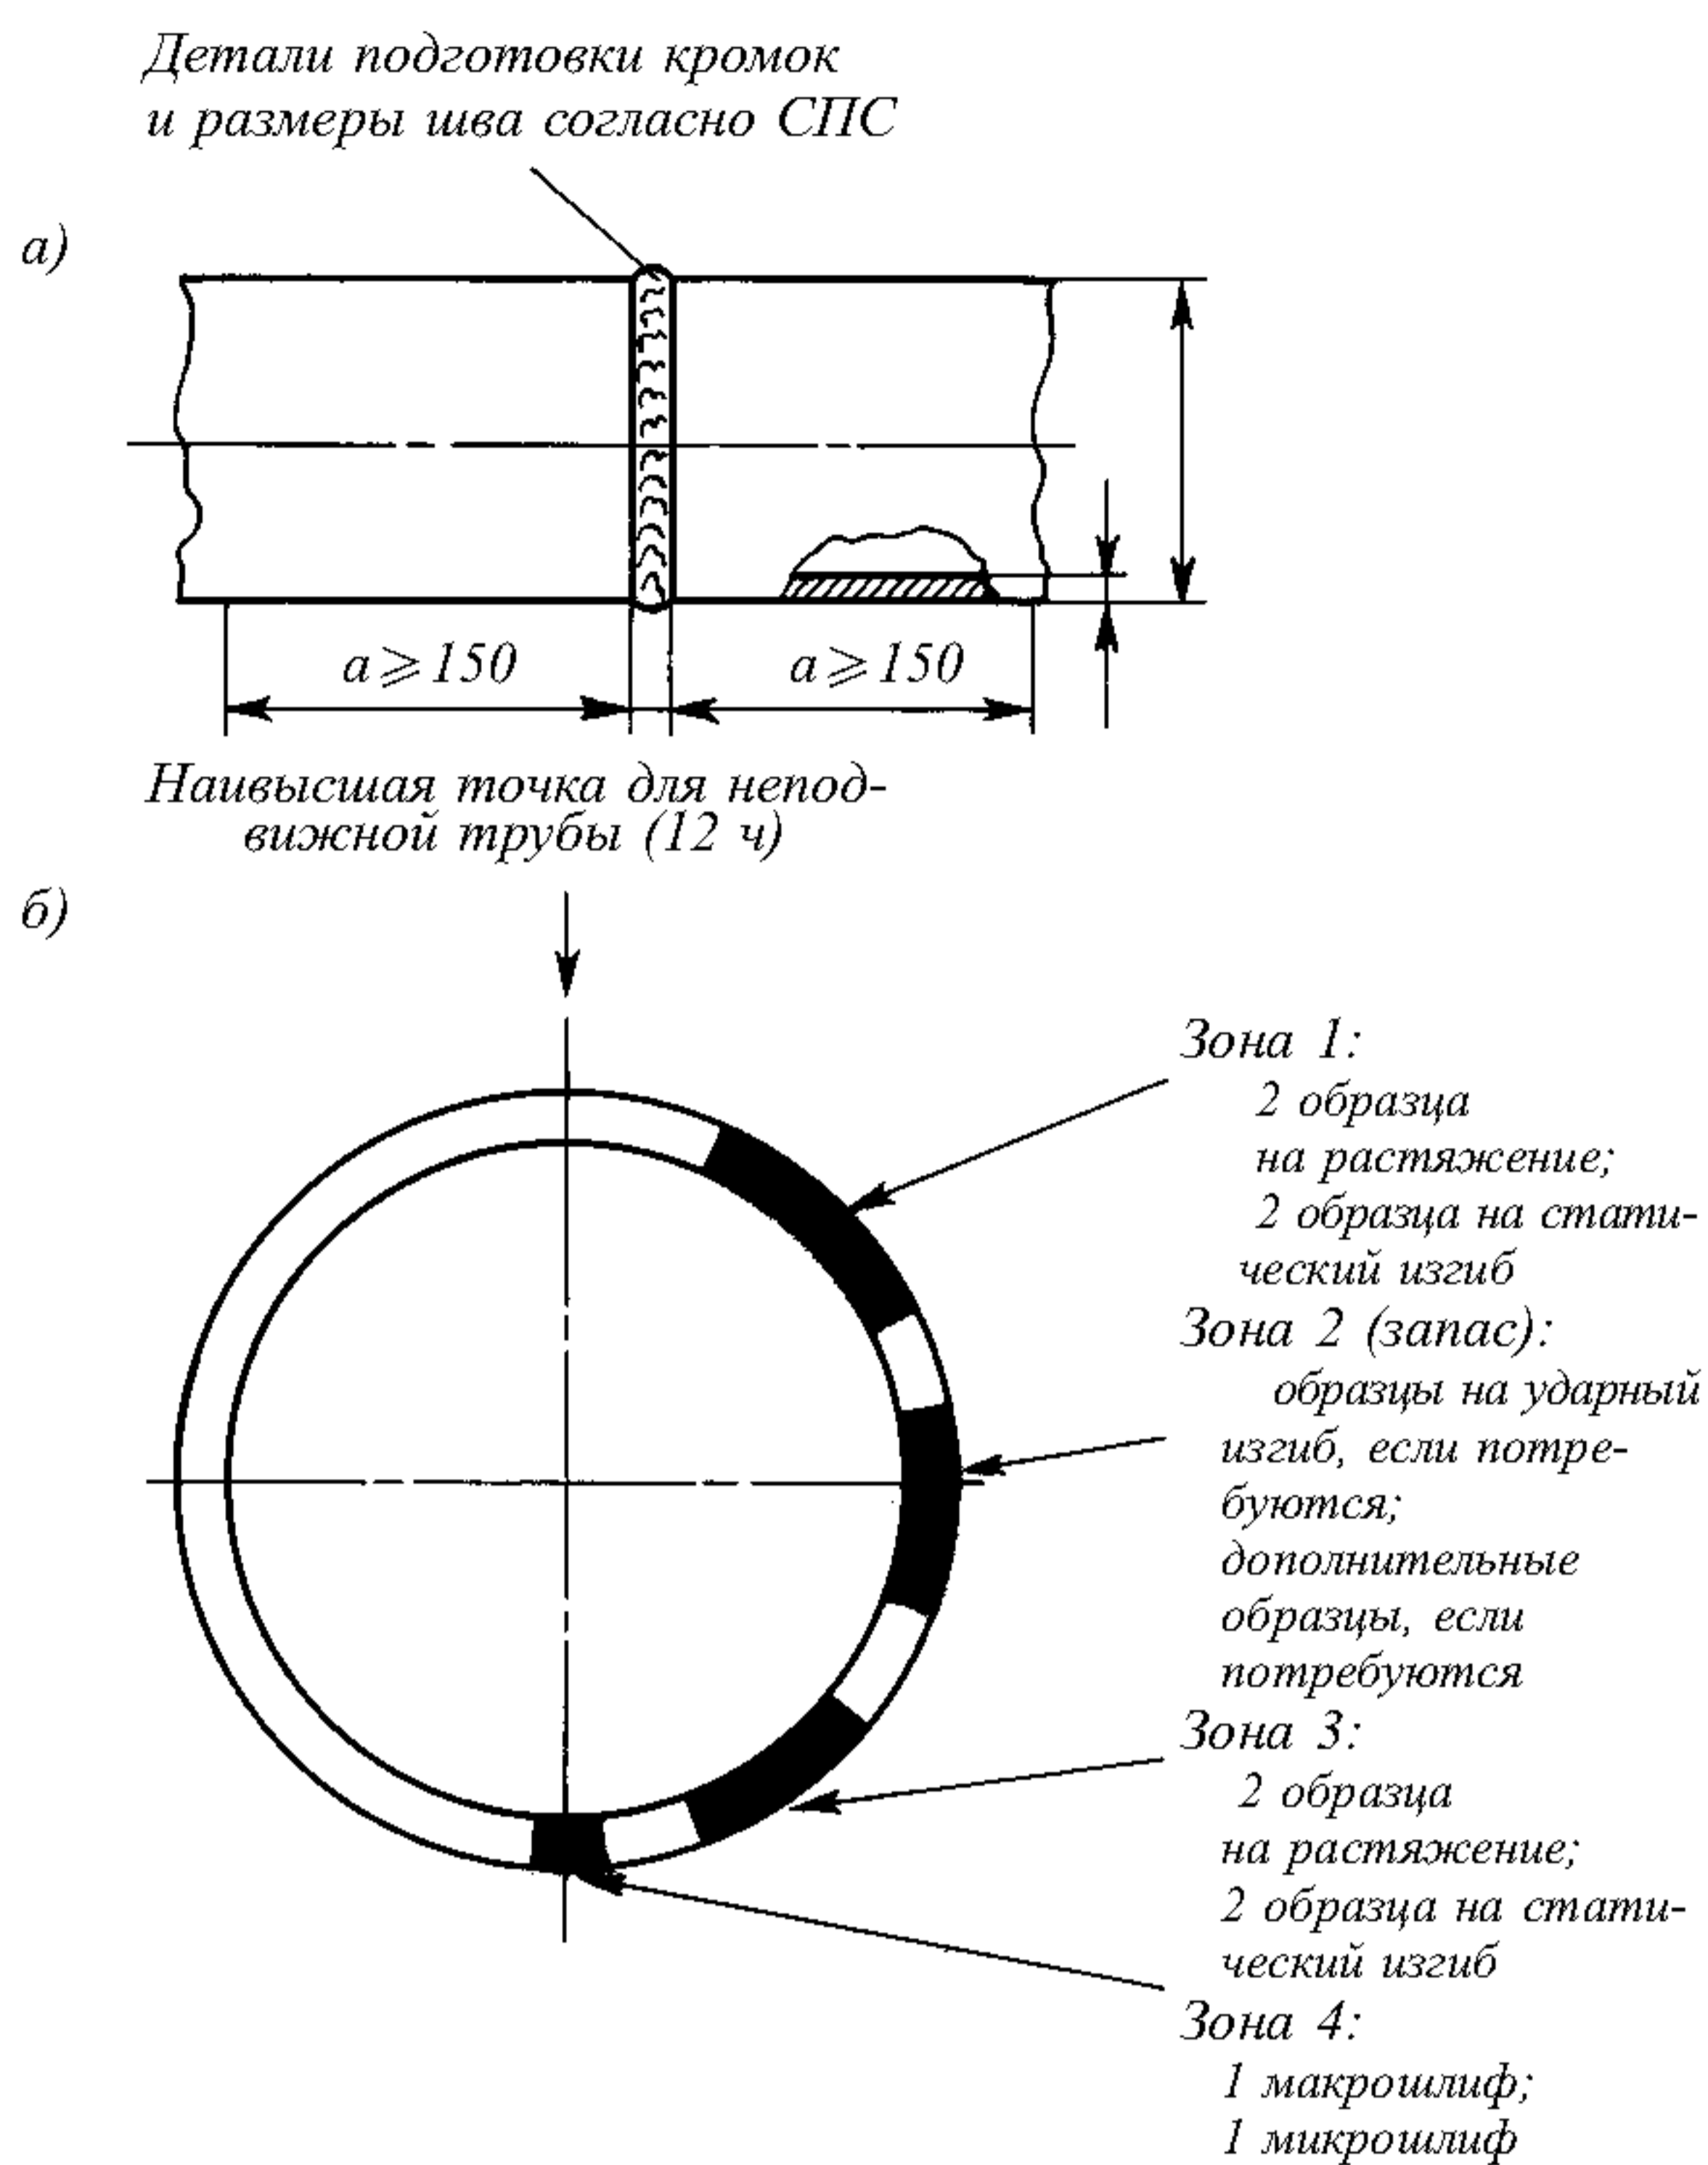 Детали подготовки кромок
и размеры шва согласно СПС
а)
a ⩾ 150
a ⩾ 150
Наивысшая точка для непод-
вижной трубы (12 ч)
б)
Зона 1:
2 образца
на растяжение;
2 образца на стати-
ческий изгиб
Зона 2 (запас):
образцы на ударный
изгиб, если потре-
буются;
дополнительные
образцы, если
потребуются
Зона 3:
2 образца
на растяжение;
2 образца на стати-
ческий изгиб
Зона 4:
1 макрошлиф;
1 микрошлиф